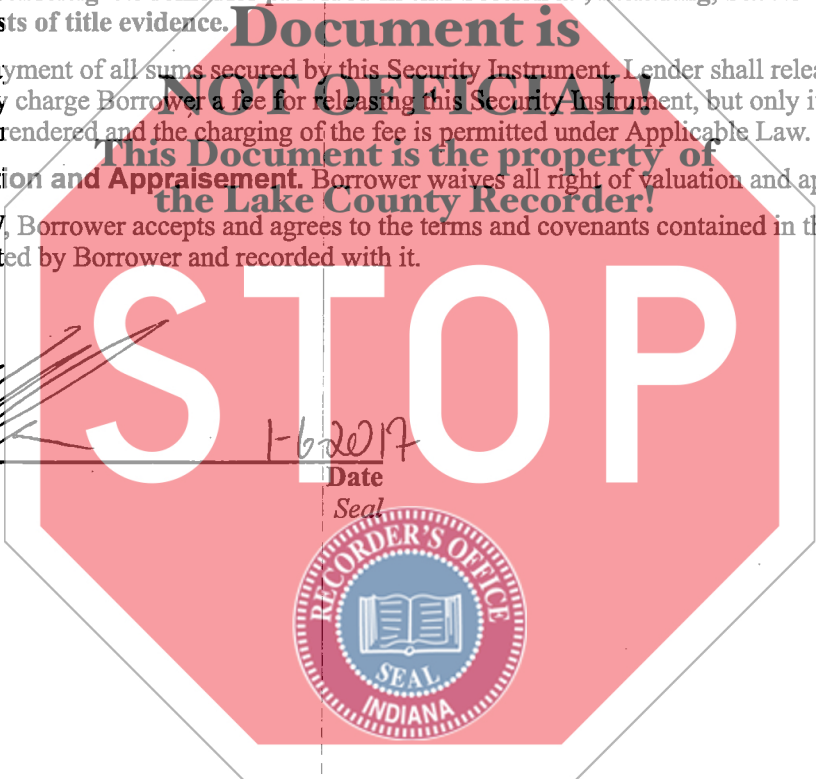 sts of title evidence.
Document is
yment of all sums secured by this Security Instrument, Lender shall relea
NOT OFFICIAL!
y charge Borrower a fee for releasing this Security Instrument, but only i
rendered and the charging of the fee is permitted under Applicable Law.
This Document is the property of
ion and Appraisement. Borrower waives all right of valuation and ap
the Lake County Recorder!
, Borrower accepts and agrees to the terms and covenants contained in th
ted by Borrower and recorded with it.
STOP
1-6-2017
Date
Seal
RECORDER'S OFFICE
SEAL
INDIANA